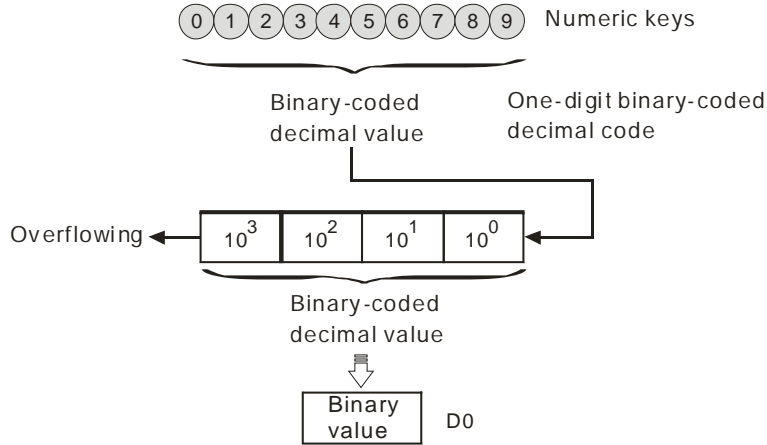 0 1 2 3 4 5 6 7 8 9 Numeric keys
Binary-coded
decimal value
One-digit binary-coded
decimal code
Overflowing 10³ 10² 10¹ 10⁰
Binary-coded
decimal value
Binary
value
D0